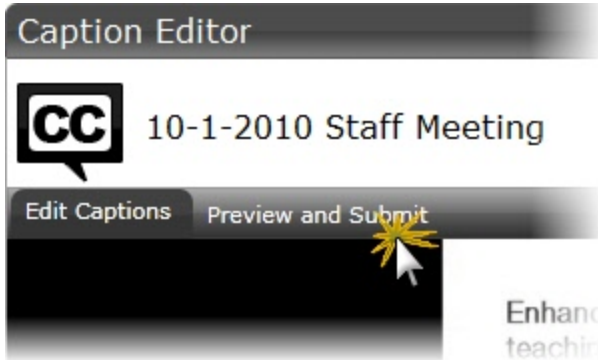 Caption Editor
CC
10-1-2010 Staff Meeting
Edit Captions
Preview and Submit